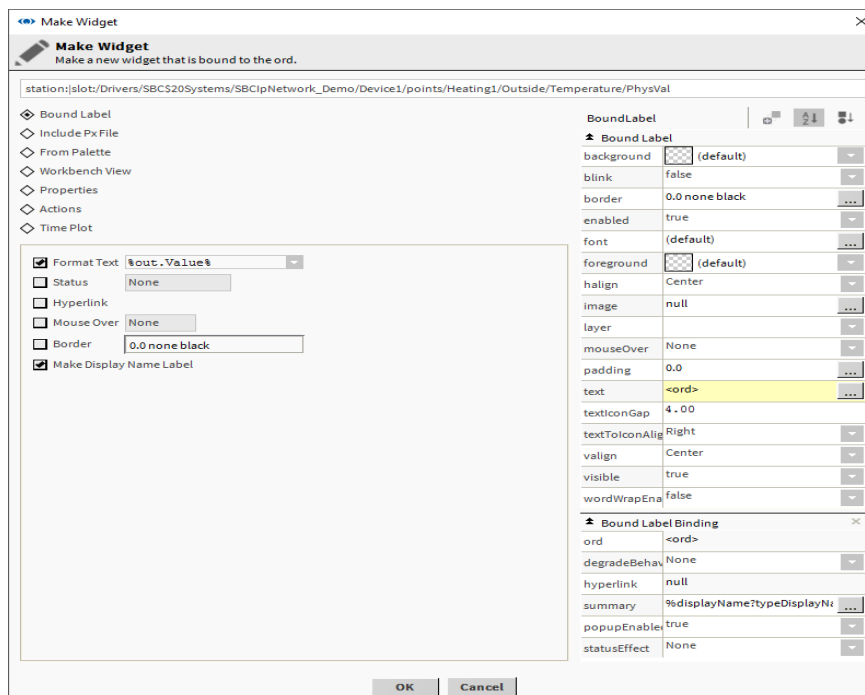 Make Widget
Make Widget
Make a new widget that is bound to the ord.
station:|slot:/Drivers/SBC$20Systems/SBCIpNetwork_Demo/Device1/points/Heating1/Outside/Temperature/PhysVal
Bound Label
Include Px File
From Palette
Workbench View
Properties
Actions
Time Plot
Format Text %out.Value%
Status None
Hyperlink
Mouse Over None
Border 0.0 none black
Make Display Name Label
BoundLabel
Bound Label
background (default)
blink false
border 0.0 none black ...
enabled true
font (default) ...
foreground (default)
halign Center
image null ...
layer
mouseOver None
padding 0.0 ...
text <ord> ...
textIconGap 4.00
textToIconAlig Right
valign Center
visible true
wordWrapEna false
Bound Label Binding
ord <ord>
degradeBehav None
hyperlink null
summary %displayName?typeDisplayNa ...
popupEnabled true
statusEffect None
OK Cancel